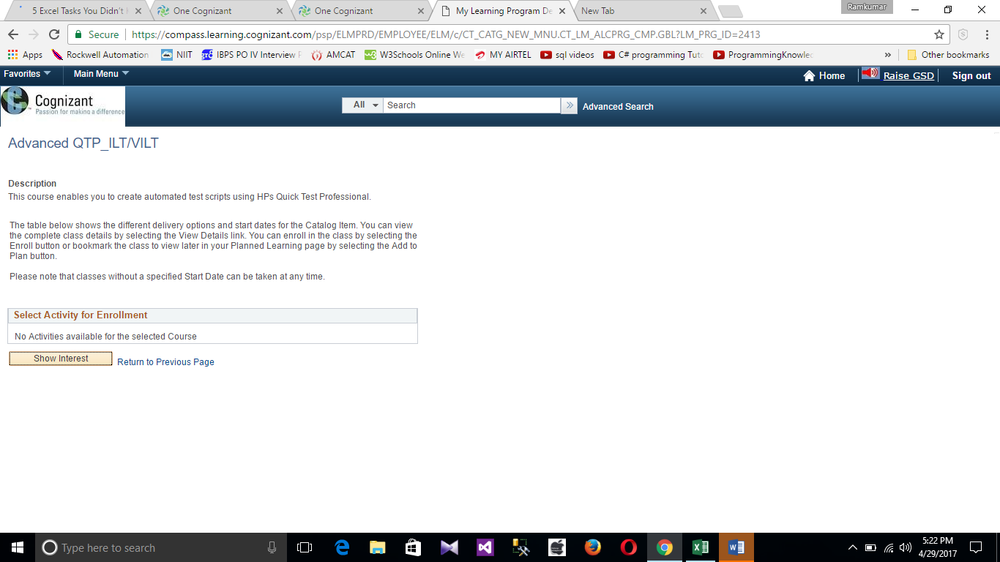 5 Excel Tasks You Didn't
One Cognizant
One Cognizant
My Learning Program De
New Tab
Ramkumar
Secure
https://compass.learning.cognizant.com/psp/ELMPRD/EMPLOYEE/ELM/c/CT_CATG_NEW_MNU.CT_LM_ALCPRG_CMP.GBL?LM_PRG_ID=2413
Apps
Rockwell Automation
NIIT
gr8
IBPS PO IV Interview
AMCAT
W3Schools Online We
MY AIRTEL
sql videos
C# programming Tuto
ProgrammingKnowled
»
Other bookmarks
Favorites
Main Menu
Home
Raise GSD
Sign out
Cognizant
Passion for making a difference
All
Search
Advanced Search
Advanced QTP_ILT/VILT
Description
This course enables you to create automated test scripts using HPs Quick Test Professional.
The table below shows the different delivery options and start dates for the Catalog Item. You can view
the complete class details by selecting the View Details link. You can enroll in the class by selecting the
Enroll button or bookmark the class to view later in your Planned Learning page by selecting the Add to
Plan button.
Please note that classes without a specified Start Date can be taken at any time.
Select Activity for Enrollment
No Activities available for the selected Course
Show Interest
Return to Previous Page
Type here to search
5:22 PM
4/29/2017